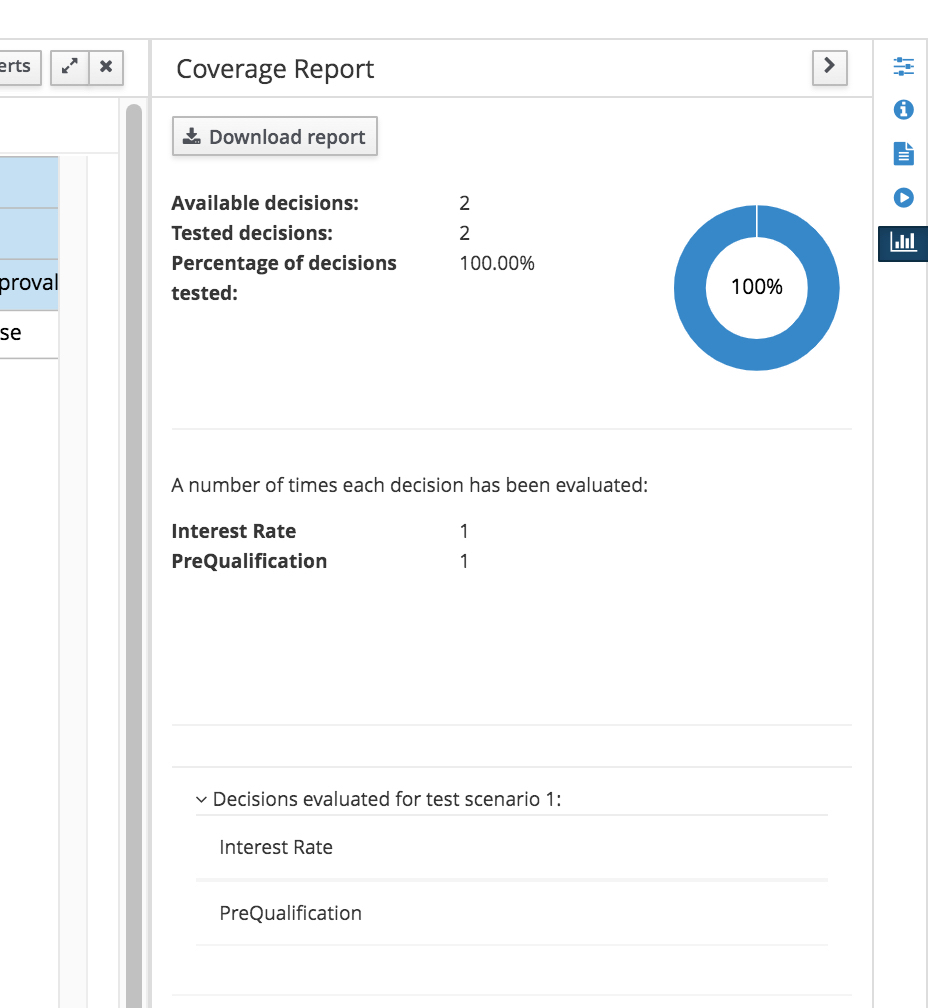 erts
Coverage Report
Download report
proval
se
Available decisions: 2
Tested decisions: 2
Percentage of decisions 100.00%
tested:
100%
A number of times each decision has been evaluated:
Interest Rate 1
PreQualification 1
Decisions evaluated for test scenario 1:
Interest Rate
PreQualification